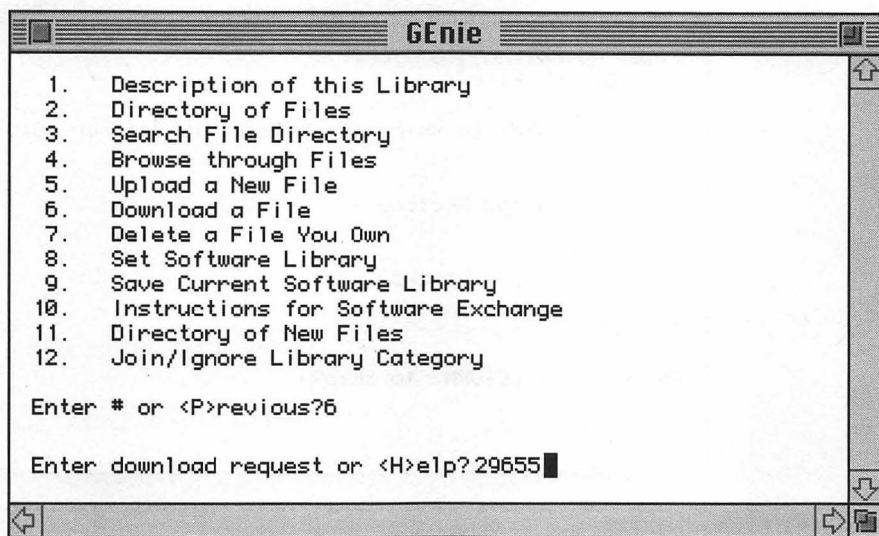 GEnie
1. Description of this Library
2. Directory of Files
3. Search File Directory
4. Browse through Files
5. Upload a New File
6. Download a File
7. Delete a File You Own
8. Set Software Library
9. Save Current Software Library
10. Instructions for Software Exchange
11. Directory of New Files
12. Join/Ignore Library Category
Enter # or <P>revious?6
Enter download request or <H>elp?29655